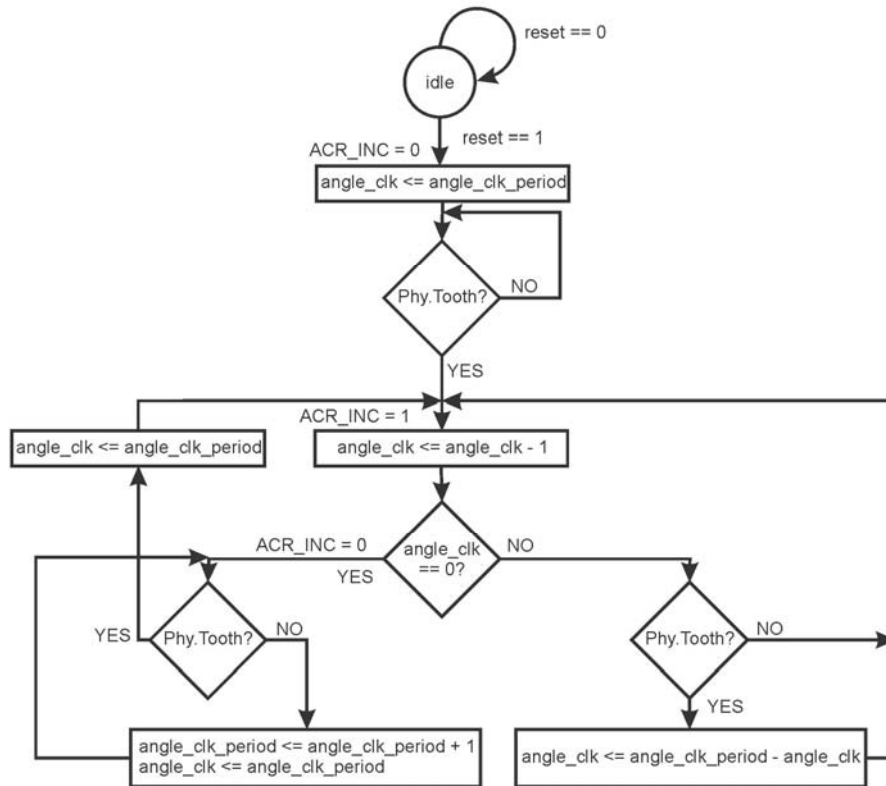 reset == 0
idle
reset == 1
ACR_INC = 0
angle_clk <= angle_clk_period
Phy.Tooth?
NO
YES
ACR_INC = 1
angle_clk <= angle_clk_period
angle_clk <= angle_clk - 1
ACR_INC = 0
YES
angle_clk
== 0?
NO
YES
Phy.Tooth?
NO
Phy.Tooth?
NO
YES
angle_clk_period <= angle_clk_period + 1
angle_clk <= angle_clk_period
angle_clk <= angle_clk_period - angle_clk